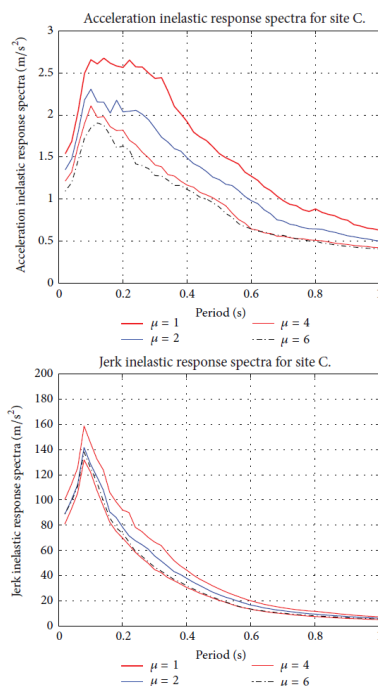 Acceleration inelastic response spectra for site C.
Acceleration inelastic response spectra (m/s²)
3
2.5
2
1.5
1
0.5
0
0 0.2 0.4 0.6 0.8
Period (s)
μ = 1 μ = 4
μ = 2 μ = 6
Jerk inelastic response spectra for site C.
Jerk inelastic response spectra (m/s²)
200
180
160
140
120
100
80
60
40
20
0
0 0.2 0.4 0.6 0.8
Period (s)
μ = 1 μ = 4
μ = 2 μ = 6